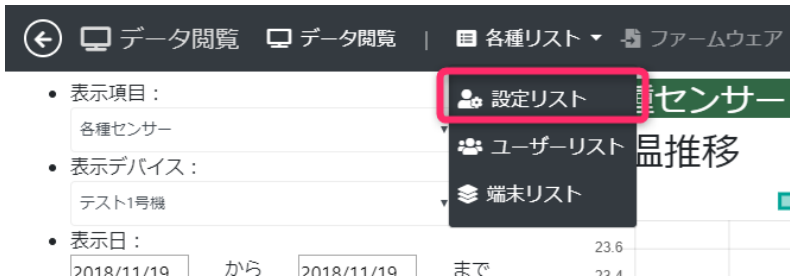 データ閲覧 データ閲覧 | 各種リスト ファームウェア
表示項目：
設定リスト
種センサー
各種センサー
ユーザーリスト
温推移
表示デバイス：
テスト1号機
端末リスト
表示日：
23.6
2018/11/19 から 2018/11/19 まで
23.4